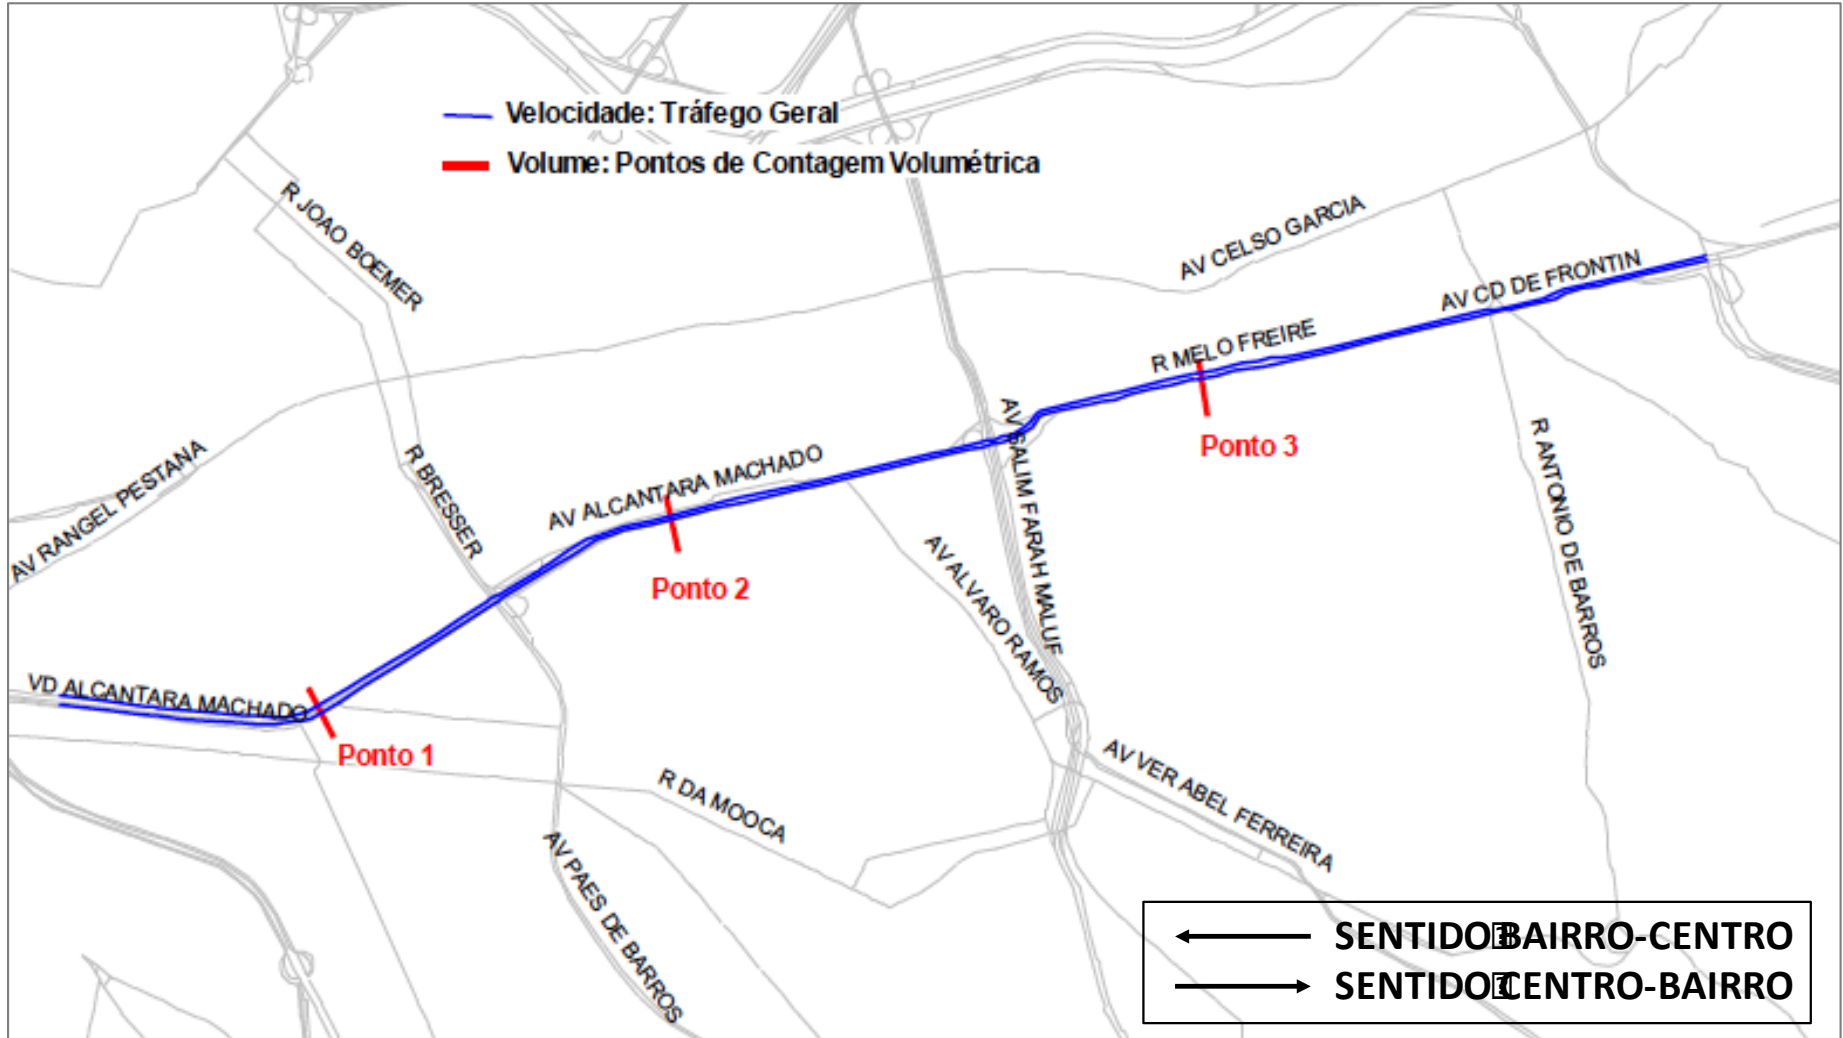 Velocidade: Tráfego Geral
Volume: Pontos de Contagem Volumétrica
R JOAO BOEMER
AV CELSO GARCIA
AV CD DE FRONTIN
R MELO FREIRE
Ponto 3
AV SALIM FARAH MALUF
R ANTONIO DE BARROS
AV RANGEL PESTANA
R BRESSER
AV ALCANTARA MACHADO
Ponto 2
AV ALVARO RAMOS
VD ALCANTARA MACHADO
Ponto 1
R DA MOOCA
AV VER ABEL FERREIRA
AV PAES DE BARROS
SENTIDO BAIRRO-CENTRO
SENTIDO CENTRO-BAIRRO